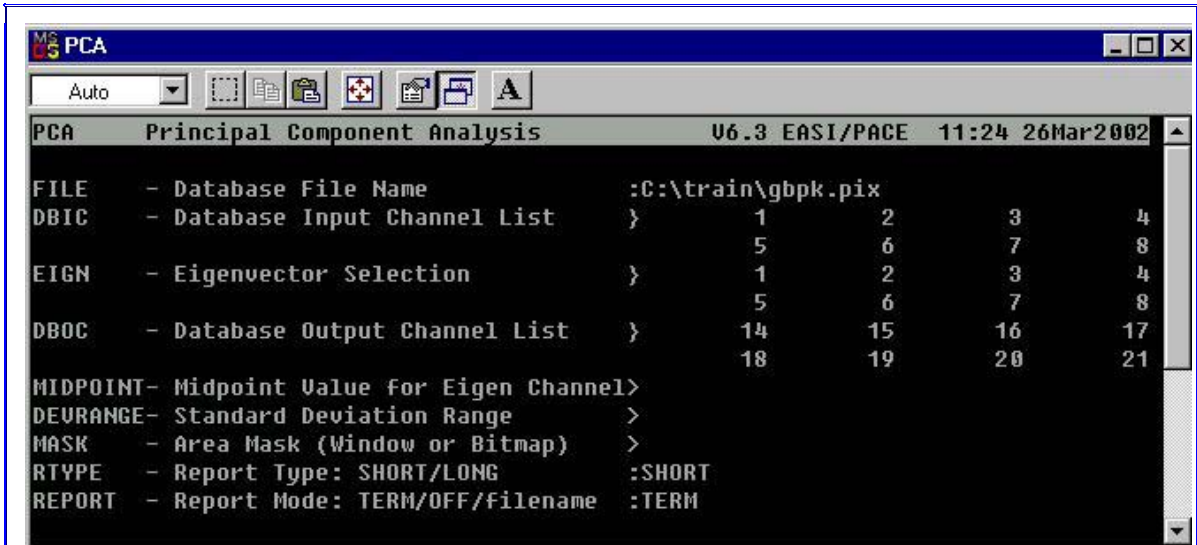 MS DOS PCA
Auto A
PCA Principal Component Analysis V6.3 EASI/PACE 11:24 26Mar2002
FILE - Database File Name :C:\train\gbpk.pix
DBIC - Database Input Channel List } 1 2 3 4
5 6 7 8
EIGN - Eigenvector Selection } 1 2 3 4
5 6 7 8
DBOC - Database Output Channel List } 14 15 16 17
18 19 20 21
MIDPOINT- Midpoint Value for Eigen Channel>
DEVRANGE- Standard Deviation Range >
MASK - Area Mask (Window or Bitmap) >
RTYPE - Report Type: SHORT/LONG :SHORT
REPORT - Report Mode: TERM/OFF/filename :TERM